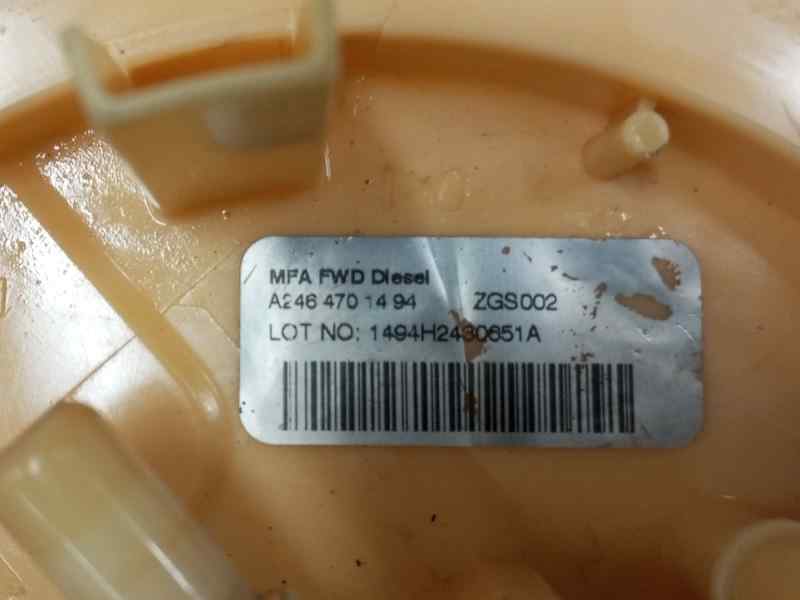 MFA FWD Diesel
A246 470 14 94 ZGS002
LOT NO: 1494H2430651A